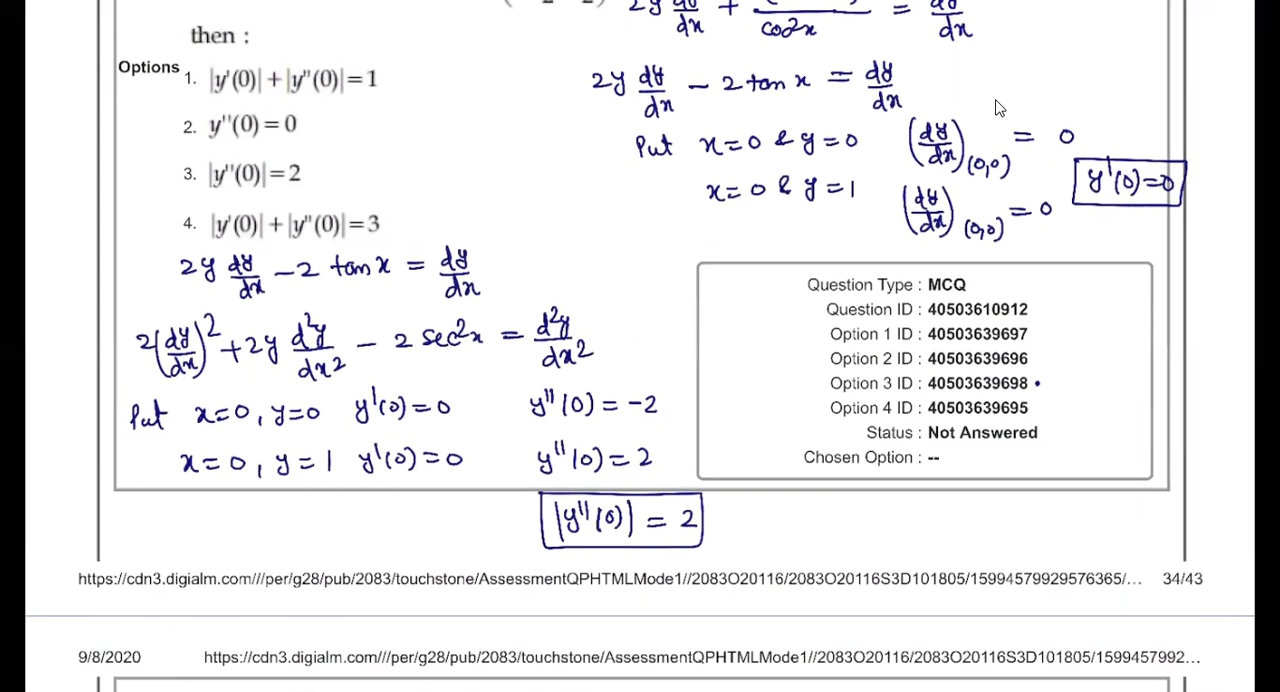 2y dy/dx + cos2x = dy/dx
then :
Options 1. |y'(0)| + |y''(0)| = 1
2. y''(0) = 0
3. |y''(0)| = 2
4. |y'(0)| + |y''(0)| = 3
2y dy/dx - 2 tan x = dy/dx
Put x=0 & y=0 (dy/dx)(0,0) = 0
x=0 & y=1 (dy/dx)(0,0) = 0
y'(0)=0
2y dy/dx - 2 tan x = dy/dx
2(dy/dx)² + 2y d²y/dx² - 2 sec²x = d²y/dx²
Put x=0, y=0 y'(0)=0 y''(0) = -2
x=0, y=1 y'(0)=0 y''(0) = 2
|y''(0)| = 2
Question Type : MCQ
Question ID : 40503610912
Option 1 ID : 40503639697
Option 2 ID : 40503639696
Option 3 ID : 40503639698
Option 4 ID : 40503639695
Status : Not Answered
Chosen Option : --
https://cdn3.digialm.com///per/g28/pub/2083/touchstone/AssessmentQPHTMLMode1//2083O20116/2083O20116S3D101805/15994579929576365/... 34/43
9/8/2020 https://cdn3.digialm.com///per/g28/pub/2083/touchstone/AssessmentQPHTMLMode1//2083O20116/2083O20116S3D101805/1599457992...